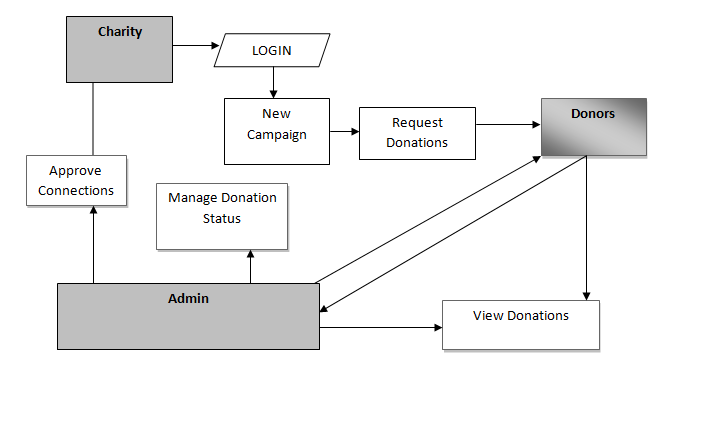 Charity
LOGIN
New
Campaign
Request
Donations
Donors
Approve
Connections
Manage Donation
Status
Admin
View Donations